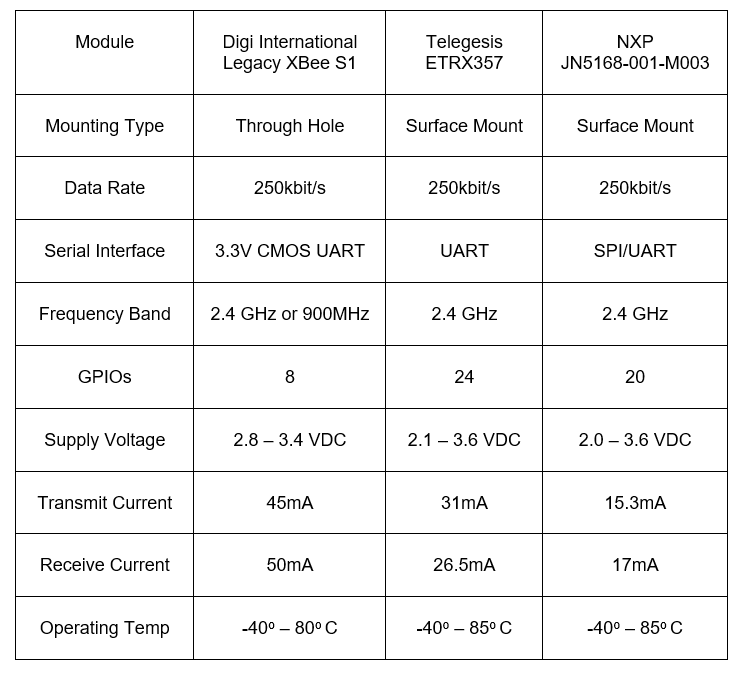 Module Digi International Telegesis NXP
Legacy XBee S1 ETRX357 JN5168-001-M003
Mounting Type Through Hole Surface Mount Surface Mount
Data Rate 250kbit/s 250kbit/s 250kbit/s
Serial Interface 3.3V CMOS UART UART SPI/UART
Frequency Band 2.4 GHz or 900MHz 2.4 GHz 2.4 GHz
GPIOs 8 24 20
Supply Voltage 2.8 – 3.4 VDC 2.1 – 3.6 VDC 2.0 – 3.6 VDC
Transmit Current 45mA 31mA 15.3mA
Receive Current 50mA 26.5mA 17mA
Operating Temp -40º – 80º C -40º – 85º C -40º – 85º C